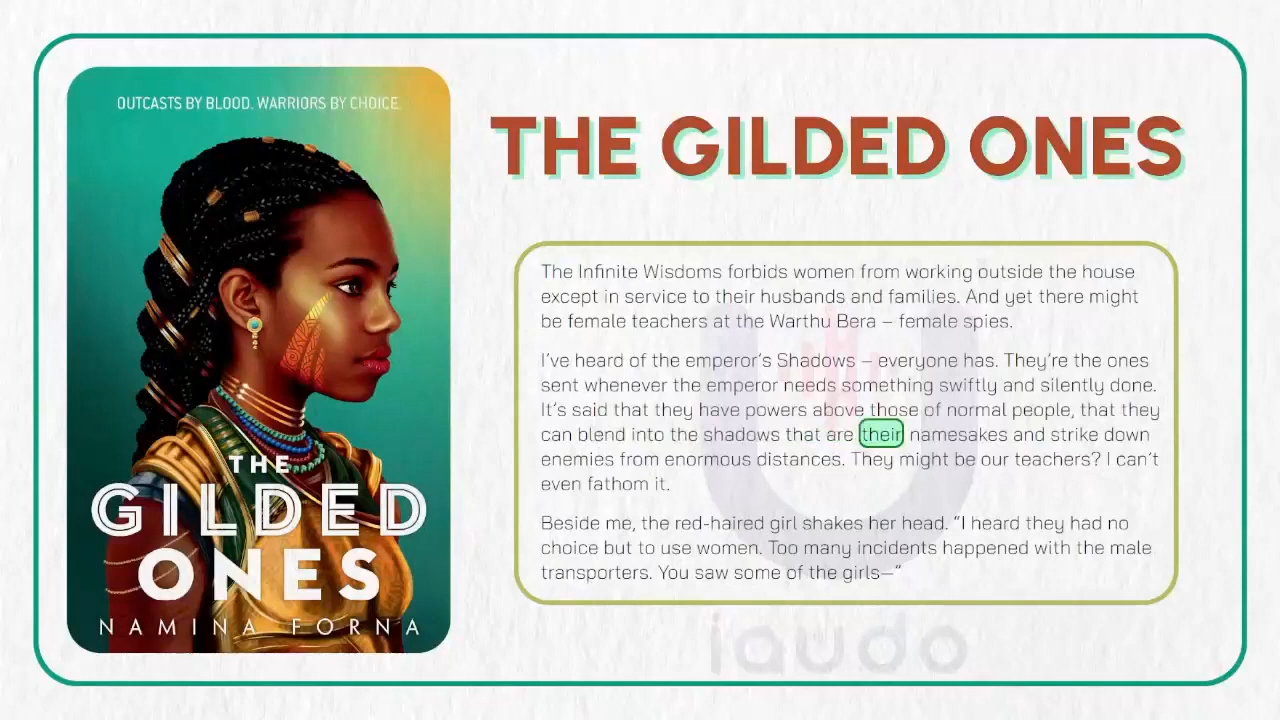 OUTCASTS BY BLOOD. WARRIORS BY CHOICE.
THE
GILDED
ONES
NAMINA FORNA
THE GILDED ONES
The Infinite Wisdoms forbids women from working outside the house
except in service to their husbands and families. And yet there might
be female teachers at the Warthu Bera – female spies.
I've heard of the emperor's Shadows – everyone has. They're the ones
sent whenever the emperor needs something swiftly and silently done.
It's said that they have powers above those of normal people, that they
can blend into the shadows that are their namesakes and strike down
enemies from enormous distances. They might be our teachers? I can't
even fathom it.
Beside me, the red-haired girl shakes her head. "I heard they had no
choice but to use women. Too many incidents happened with the male
transporters. You saw some of the girls—"
iaudo